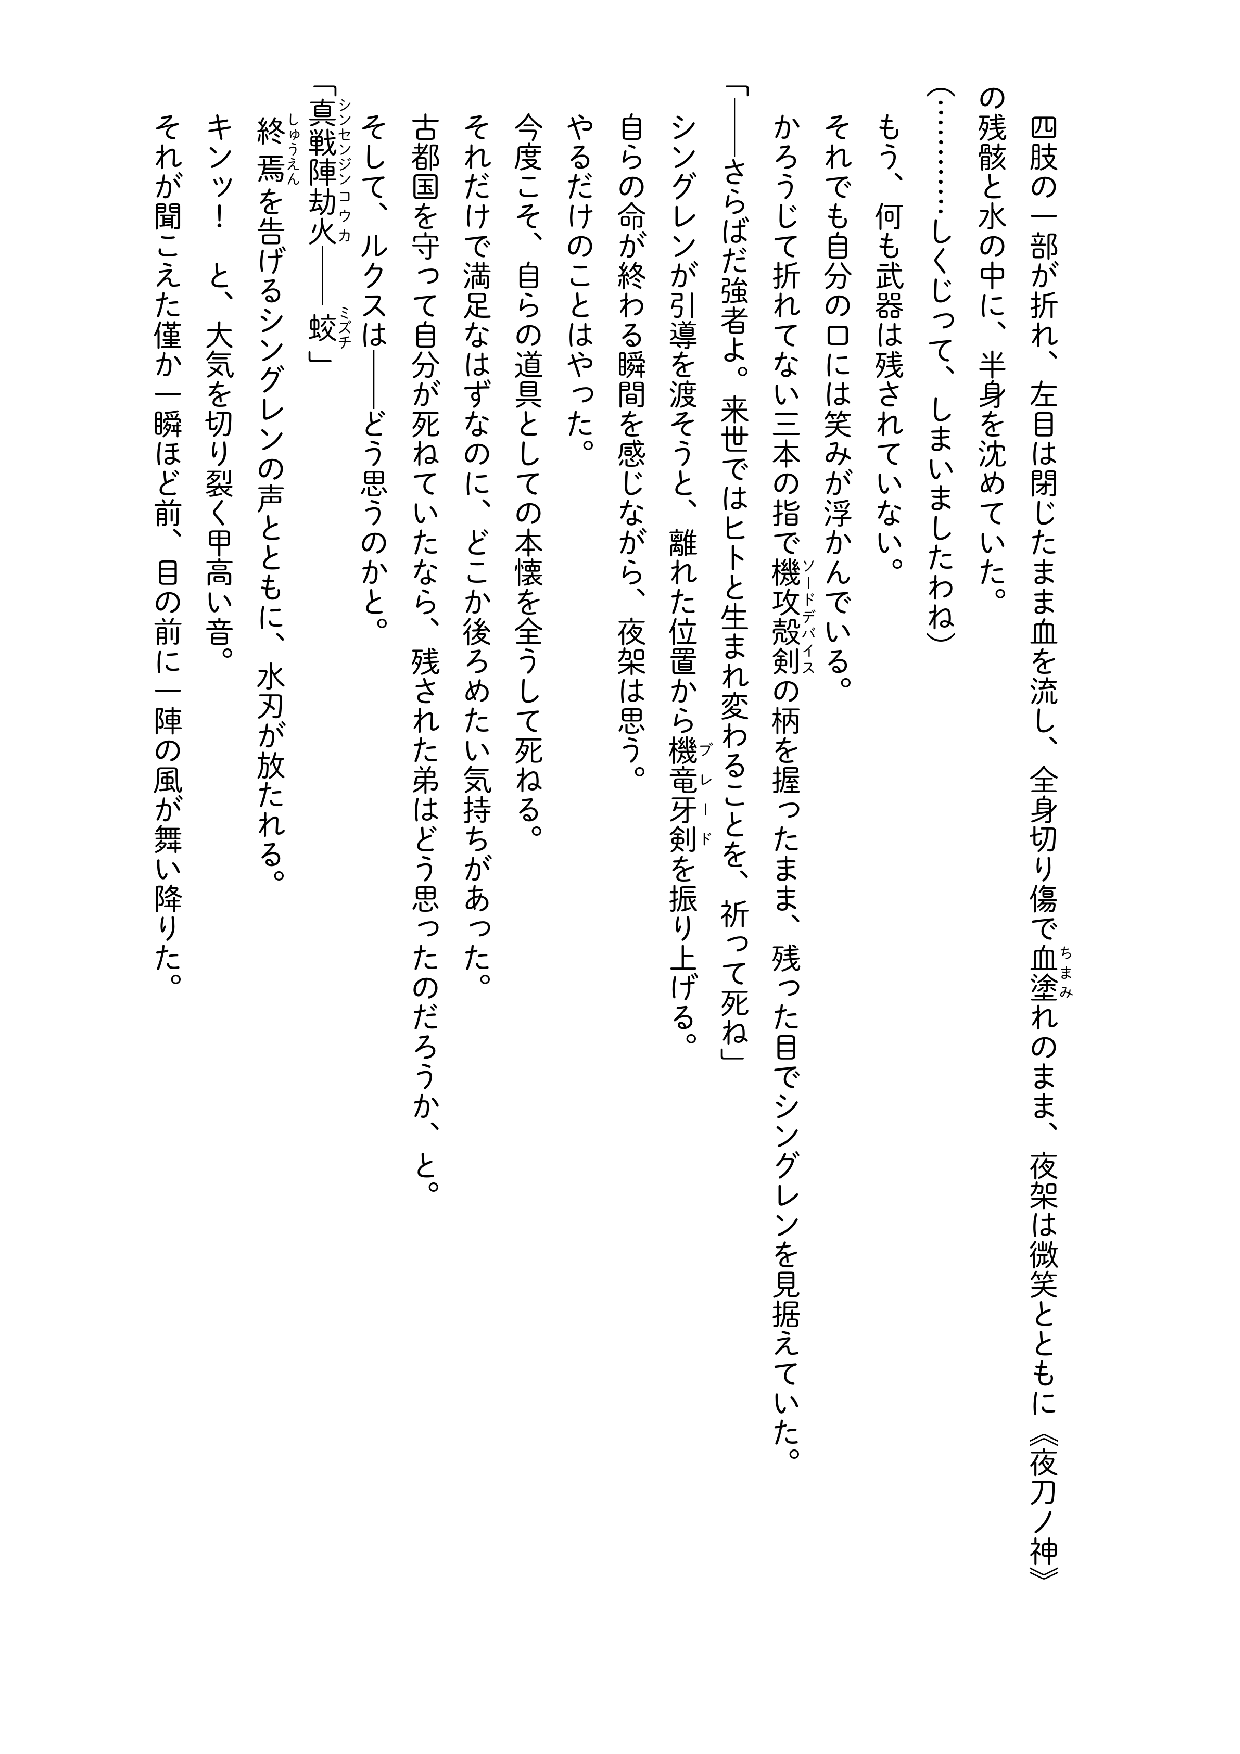 四肢の一部が折れ、左目は閉じたまま血を流し、全身切り傷で血塗れのまま、夜架は微笑とともに《夜刀ノ神》
の残骸と水の中に、半身を沈めていた。
(…………しくじって、しまいましたわね)
もう、何も武器は残されていない。
それでも自分の口には笑みが浮かんでいる。
かろうじて折れてない三本の指で機攻殻剣の柄を握ったまま、残った目でシングレンを見据えていた。
「――さらばだ強者よ。来世ではヒトと生まれ変わることを、祈って死ね」
シングレンが引導を渡そうと、離れた位置から機竜牙剣を振り上げる。
自らの命が終わる瞬間を感じながら、夜架は思う。
やるだけのことはやった。
今度こそ、自らの道具としての本懐を全うして死ねる。
それだけで満足なはずなのに、どこか後ろめたい気持ちがあった。
古都国を守って自分が死ねていたなら、残された弟はどう思ったのだろうか、と。
そして、ルクスは――どう思うのかと。
「真戦陣劫火――蛟」
終焉を告げるシングレンの声とともに、水刃が放たれる。
キンッ！　と、大気を切り裂く甲高い音。
それが聞こえた僅か一瞬ほど前、目の前に一陣の風が舞い降りた。
ちまみ
ソードデバイス
ブレード
シンセンジンコウカ
ミズチ
しゅうえん